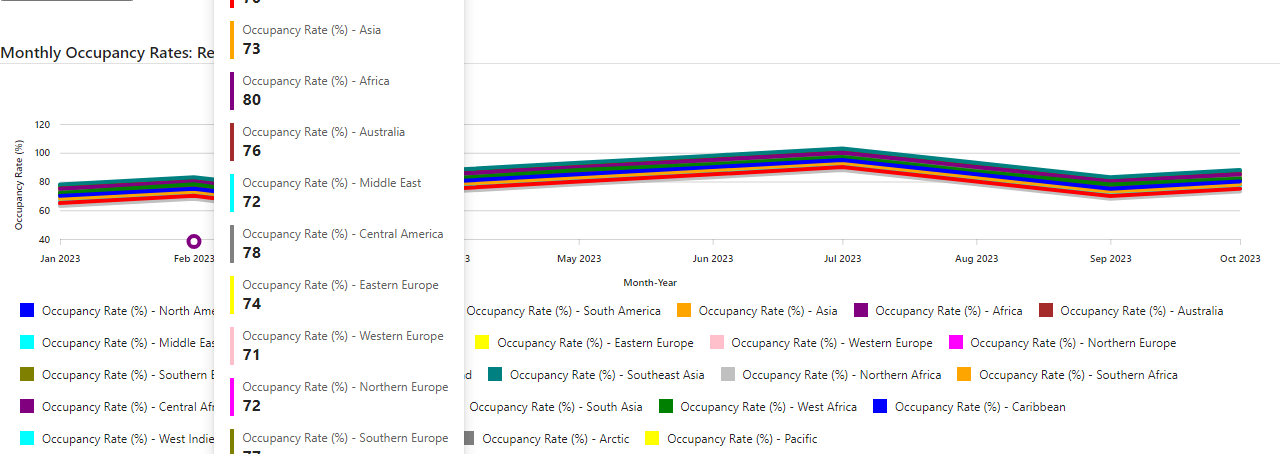 Occupancy Rate (%) - Asia
73
Monthly Occupancy Rates: Re
Occupancy Rate (%) - Africa
80
Occupancy Rate (%) - Australia
76
Occupancy Rate (%) - Middle East
72
Occupancy Rate (%) - Central America
78
Occupancy Rate (%) - Eastern Europe
74
Occupancy Rate (%) - Western Europe
71
Occupancy Rate (%) - Northern Europe
72
Occupancy Rate (%) - Southern Europe
77
Occupancy Rate (%)
120
100
80
60
40
Jan 2023 Feb 2023 3 May 2023 Jun 2023 Jul 2023 Aug 2023 Sep 2023 Oct 2023
Month-Year
Occupancy Rate (%) - North Ame Occupancy Rate (%) - South America Occupancy Rate (%) - Asia Occupancy Rate (%) - Africa Occupancy Rate (%) - Australia
Occupancy Rate (%) - Middle Eas Occupancy Rate (%) - Eastern Europe Occupancy Rate (%) - Western Europe Occupancy Rate (%) - Northern Europe
Occupancy Rate (%) - Southern E d Occupancy Rate (%) - Southeast Asia Occupancy Rate (%) - Northern Africa Occupancy Rate (%) - Southern Africa
Occupancy Rate (%) - Central Afr Occupancy Rate (%) - South Asia Occupancy Rate (%) - West Africa Occupancy Rate (%) - Caribbean
Occupancy Rate (%) - West Indie Occupancy Rate (%) - Arctic Occupancy Rate (%) - Pacific